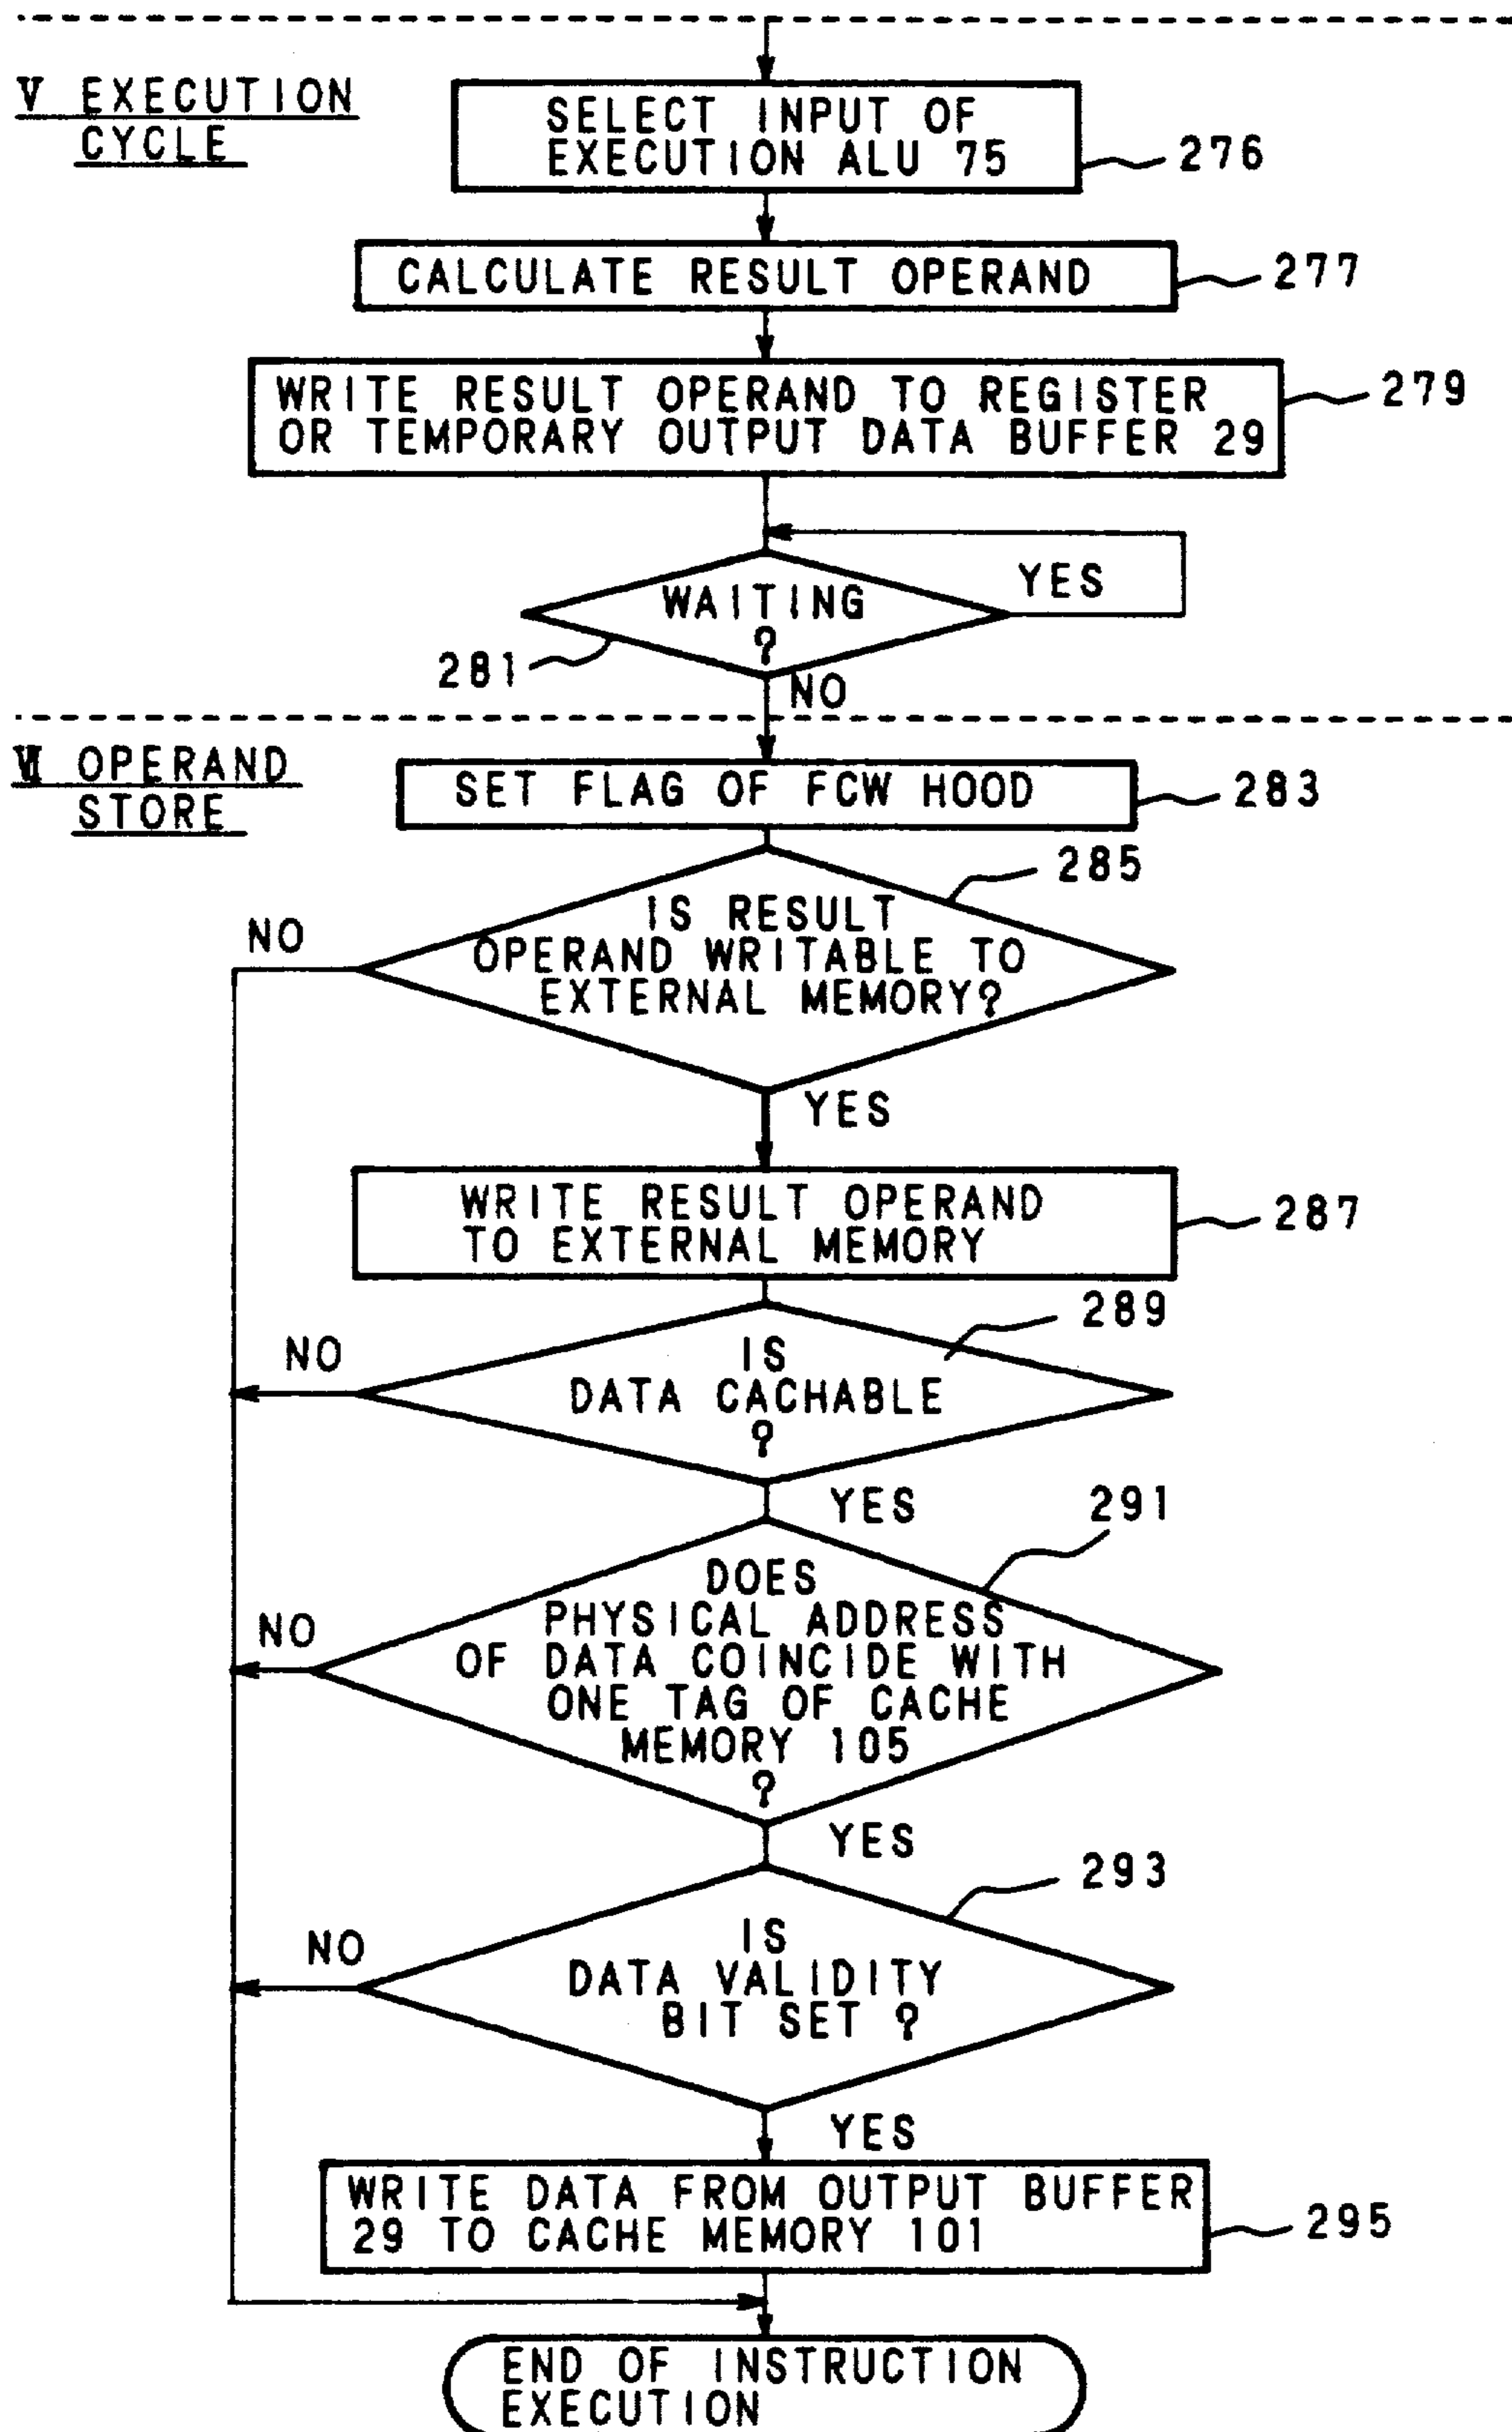 V EXECUTION
CYCLE
SELECT INPUT OF
EXECUTION ALU 75
276
CALCULATE RESULT OPERAND
277
WRITE RESULT OPERAND TO REGISTER
OR TEMPORARY OUTPUT DATA BUFFER 29
279
WAITING
?
YES
281
NO
VI OPERAND
STORE
SET FLAG OF FCW HOOD
283
285
IS RESULT
OPERAND WRITABLE TO
EXTERNAL MEMORY?
NO
YES
WRITE RESULT OPERAND
TO EXTERNAL MEMORY
287
289
IS
DATA CACHABLE
?
NO
YES
291
DOES
PHYSICAL ADDRESS
OF DATA COINCIDE WITH
ONE TAG OF CACHE
MEMORY 105
?
NO
YES
293
IS
DATA VALIDITY
BIT SET ?
NO
YES
WRITE DATA FROM OUTPUT BUFFER
29 TO CACHE MEMORY 101
295
END OF INSTRUCTION
EXECUTION